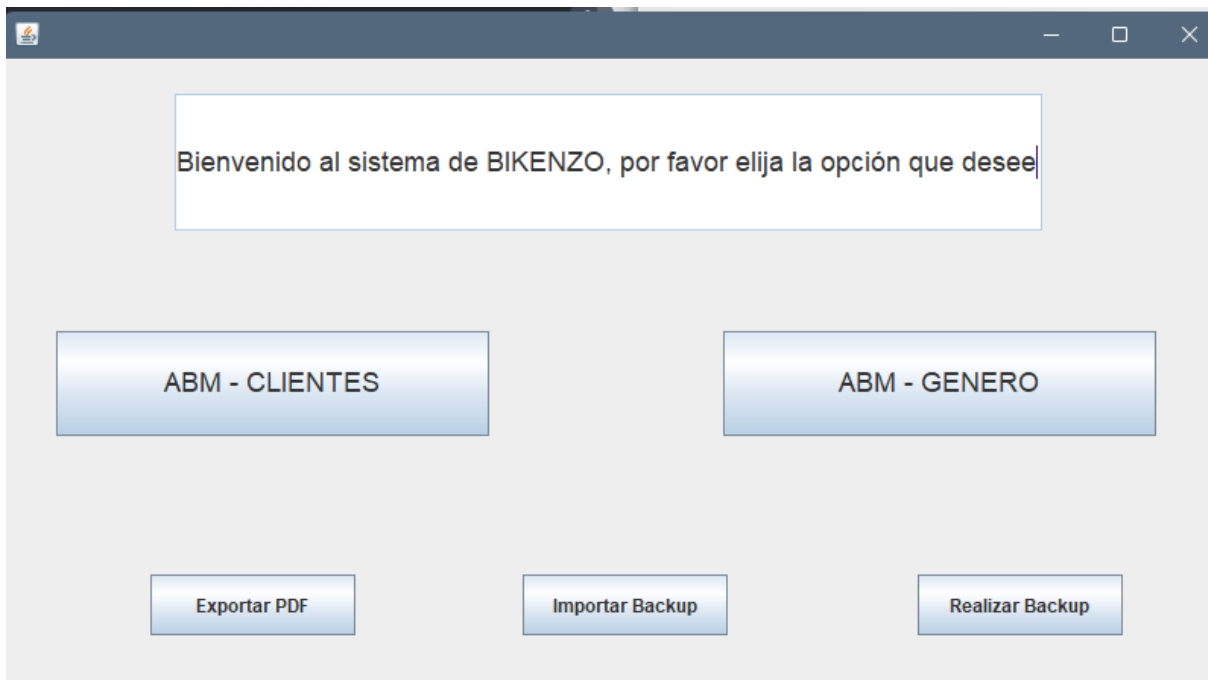 Bienvenido al sistema de BIKENZO, por favor elija la opción que desee
ABM - CLIENTES
ABM - GENERO
Exportar PDF
Importar Backup
Realizar Backup